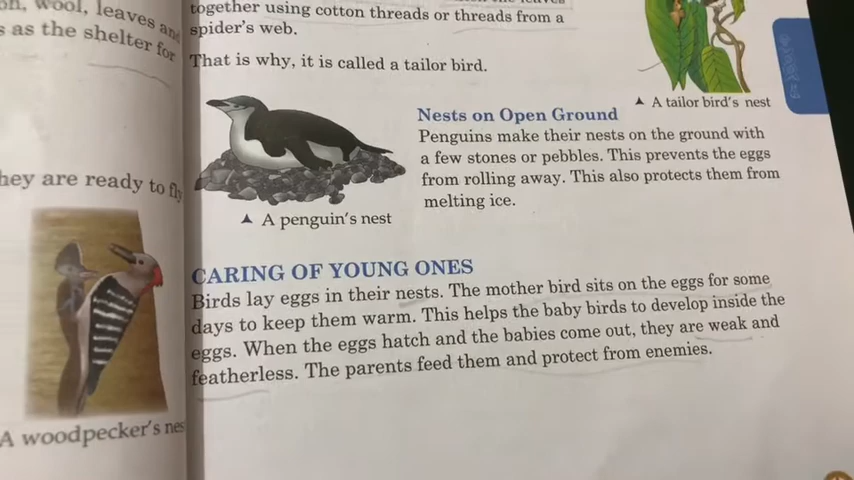 wool, leaves and
as the shelter for
they are ready to fly
A woodpecker's nes
together using cotton threads or threads from a
spider's web.
That is why, it is called a tailor bird.
A tailor bird's nest
Nests on Open Ground
Penguins make their nests on the ground with
a few stones or pebbles. This prevents the eggs
from rolling away. This also protects them from
melting ice.
A penguin's nest
CARING OF YOUNG ONES
Birds lay eggs in their nests. The mother bird sits on the eggs for some
days to keep them warm. This helps the baby birds to develop inside the
eggs. When the eggs hatch and the babies come out, they are weak and
featherless. The parents feed them and protect from enemies.